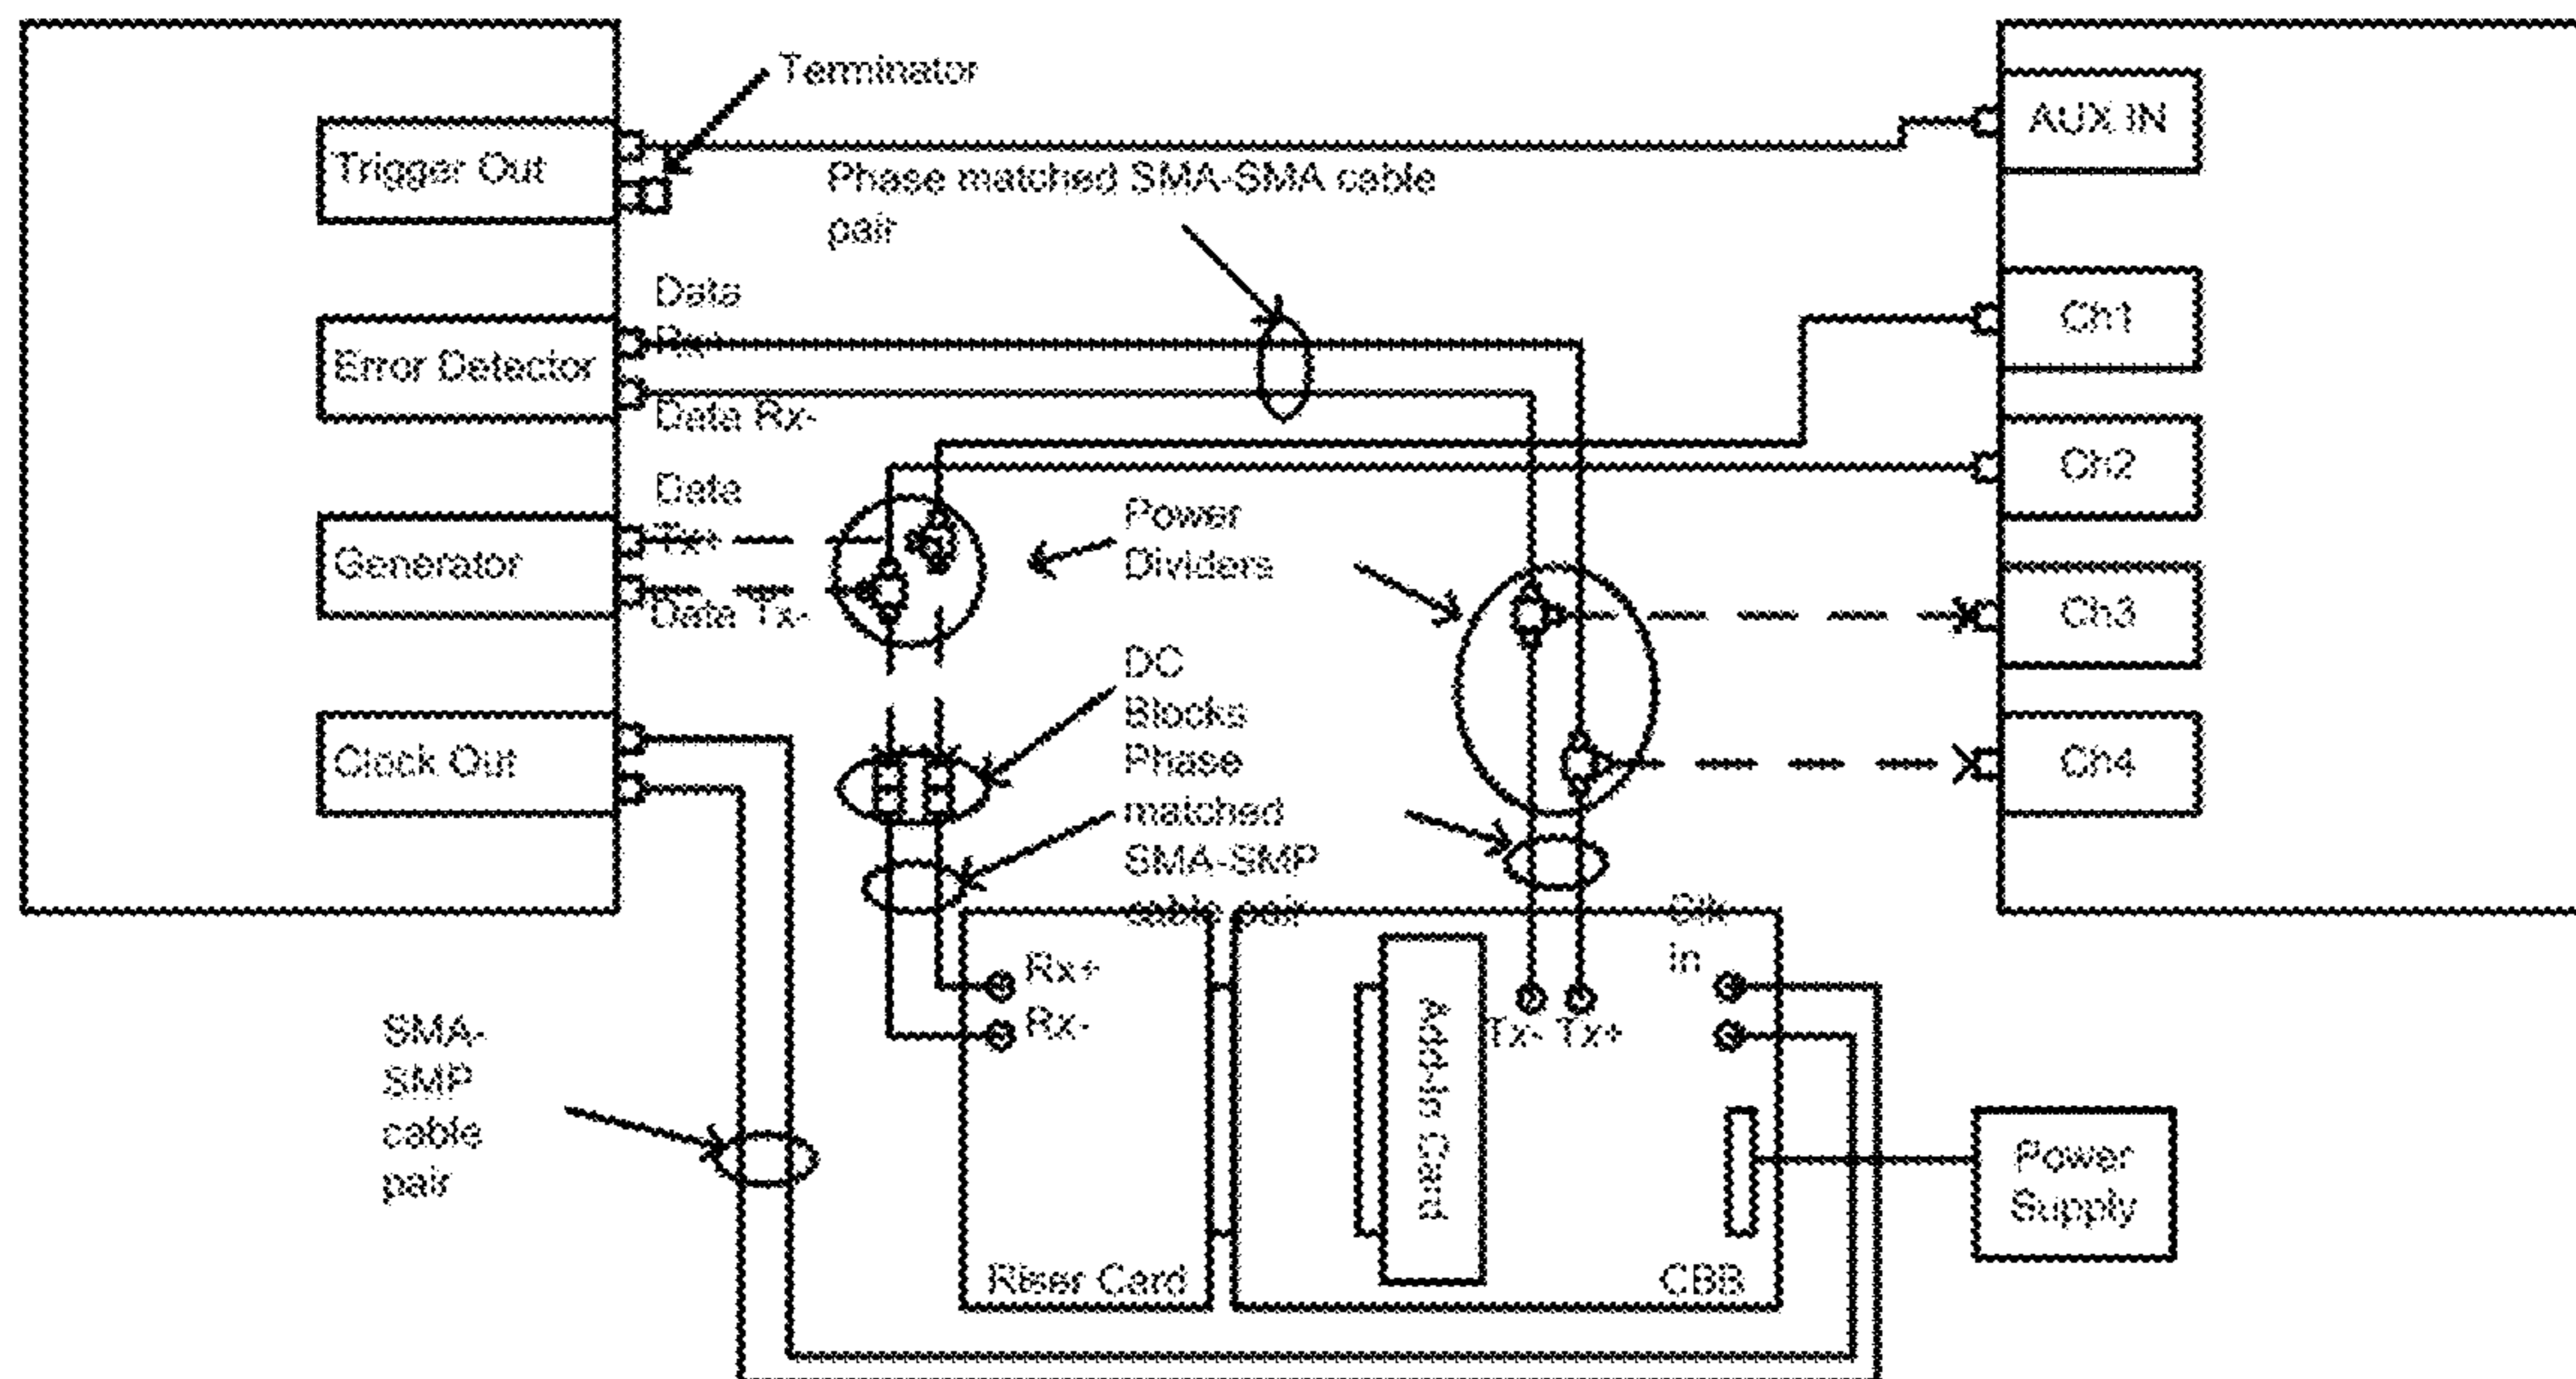 Terminator
AUX IN
Trigger Out
Phase matched SMA-SMA cable
pair
Data
Rx+
Ch1
Error Detector
Data Rx-
Ch2
Data
Tx+
Power
Dividers
Generator
Data Tx-
Ch3
DC
Blocks
Clock Out
Phase
matched
SMA-SMP
cable pair
Ch4
Clk
in
Rx+
Rx-
Tx- Tx+
Add-In Card
SMA-
SMP
cable
pair
Power
Supply
Riser Card
CBB